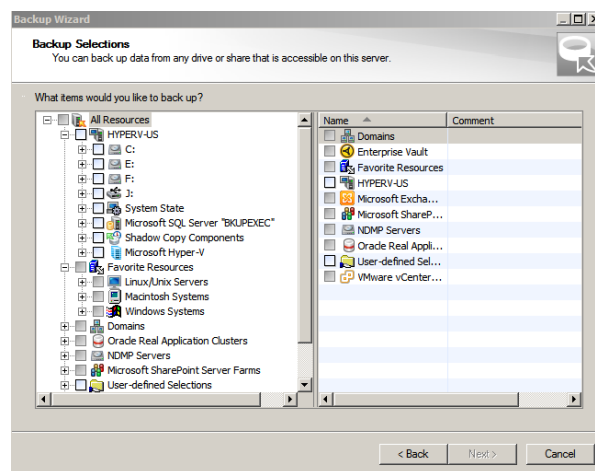 Backup Wizard
Backup Selections
You can back up data from any drive or share that is accessible on this server.
What items would you like to back up?
All Resources
HYPERV-US
C:
E:
F:
J:
System State
Microsoft SQL Server "BKUPEXEC"
Shadow Copy Components
Microsoft Hyper-V
Favorite Resources
Linux/Unix Servers
Macintosh Systems
Windows Systems
Domains
Oracle Real Application Clusters
NDMP Servers
Microsoft SharePoint Server Farms
User-defined Selections
Name Comment
Domains
Enterprise Vault
Favorite Resources
HYPERV-US
Microsoft Excha...
Microsoft ShareP...
NDMP Servers
Oracle Real Appli...
User-defined Sel...
VMware vCenter...
< Back Next > Cancel